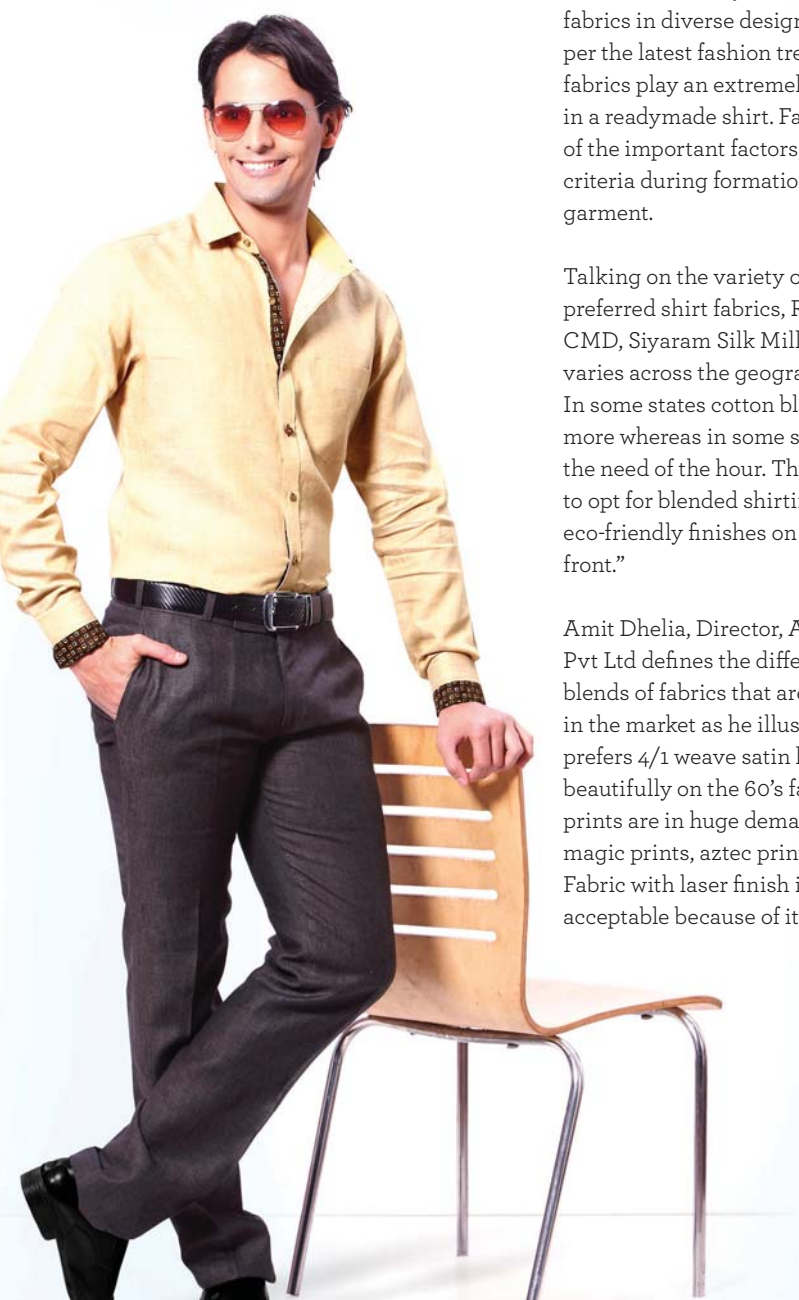 fabrics in diverse design
per the latest fashion tre
fabrics play an extremel
in a readymade shirt. Fa
of the important factors
criteria during formatio
garment.
Talking on the variety o
preferred shirt fabrics, R
CMD, Siyaram Silk Mill
varies across the geogra
In some states cotton bl
more whereas in some s
the need of the hour. Th
to opt for blended shirtin
eco-friendly finishes on
front.”
Amit Dhelia, Director, A
Pvt Ltd defines the diffe
blends of fabrics that are
in the market as he illus
prefers 4/1 weave satin l
beautifully on the 60’s fa
prints are in huge dema
magic prints, aztec print
Fabric with laser finish i
acceptable because of it